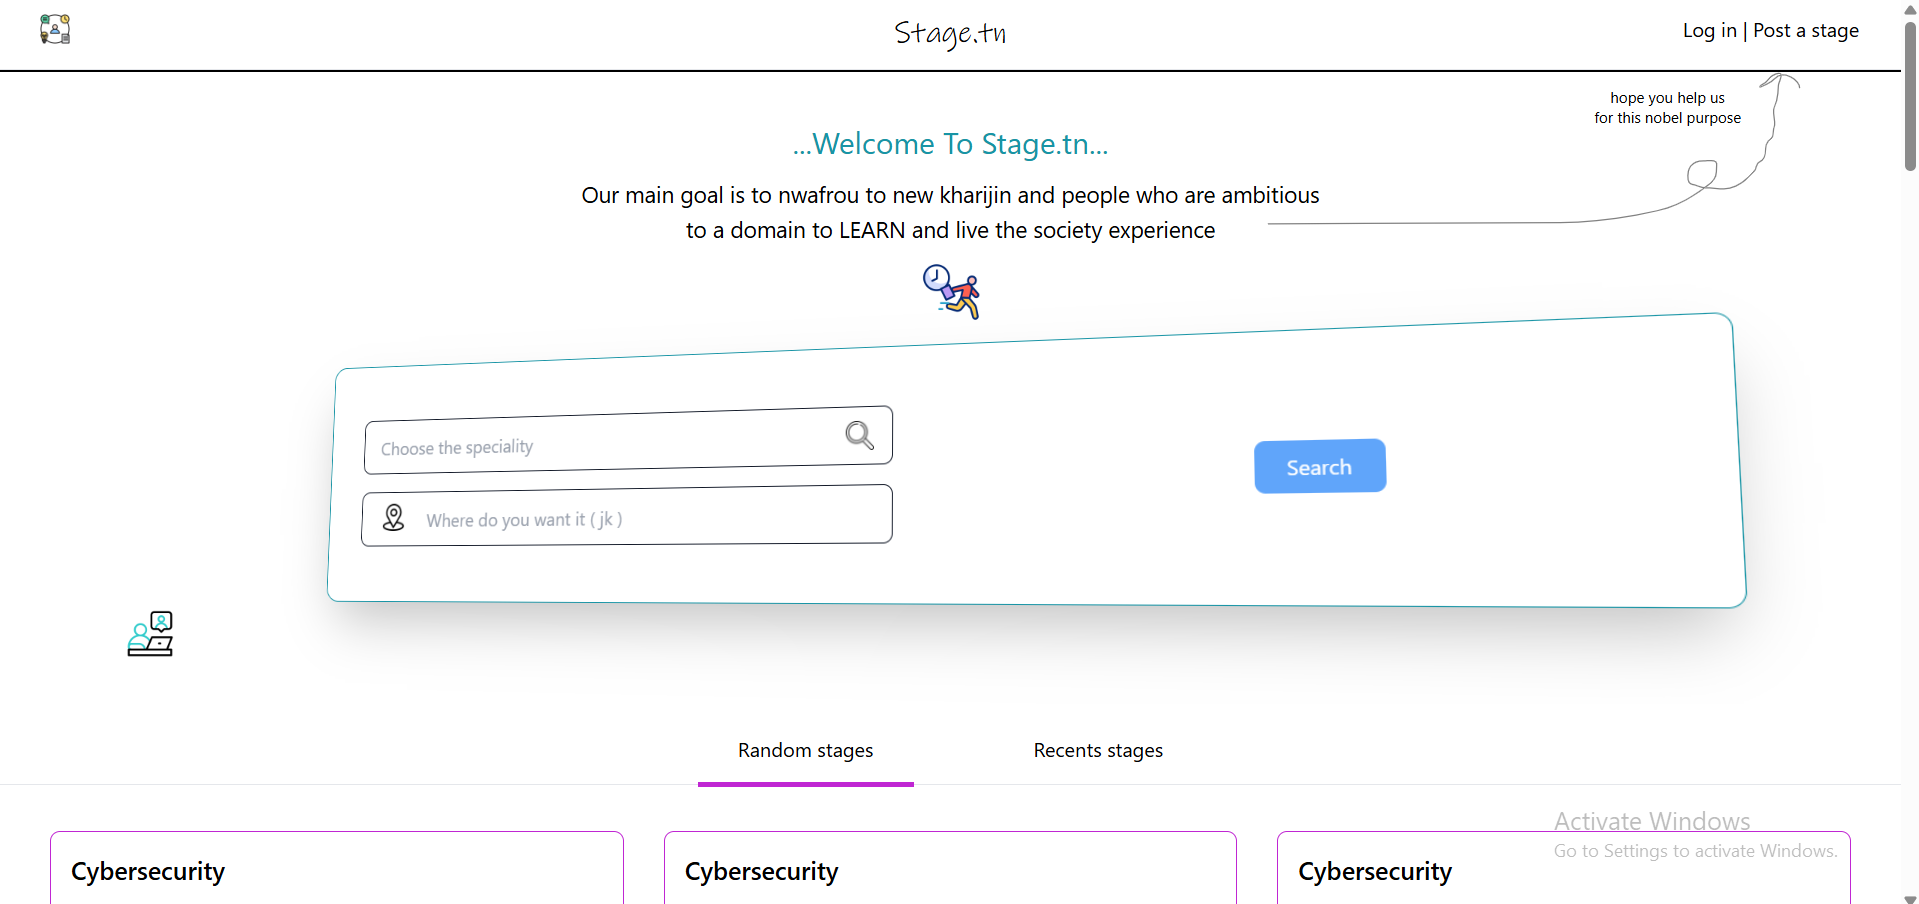 Stage.tn
Log in | Post a stage
hope you help us
for this nobel purpose
...Welcome To Stage.tn...
Our main goal is to nwafrou to new kharijin and people who are ambitious
to a domain to LEARN and live the society experience
Choose the speciality
Search
Where do you want it ( jk )
Random stages
Recents stages
Activate Windows
Go to Settings to activate Windows.
Cybersecurity
Cybersecurity
Cybersecurity